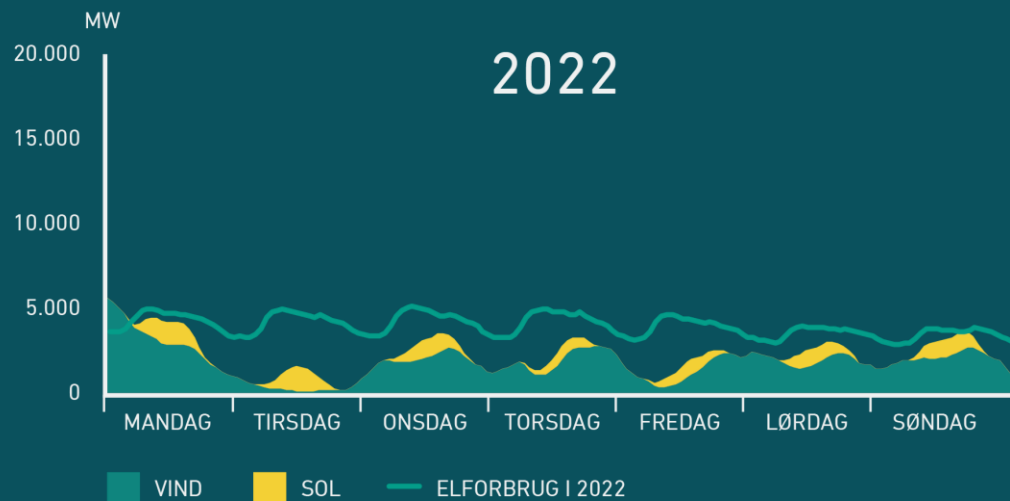 MW
2022
20.000
15.000
10.000
5.000
0
MANDAG TIRSDAG ONSDAG TORSDAG FREDAG LØRDAG SØNDAG
VIND SOL ELFORBRUG I 2022